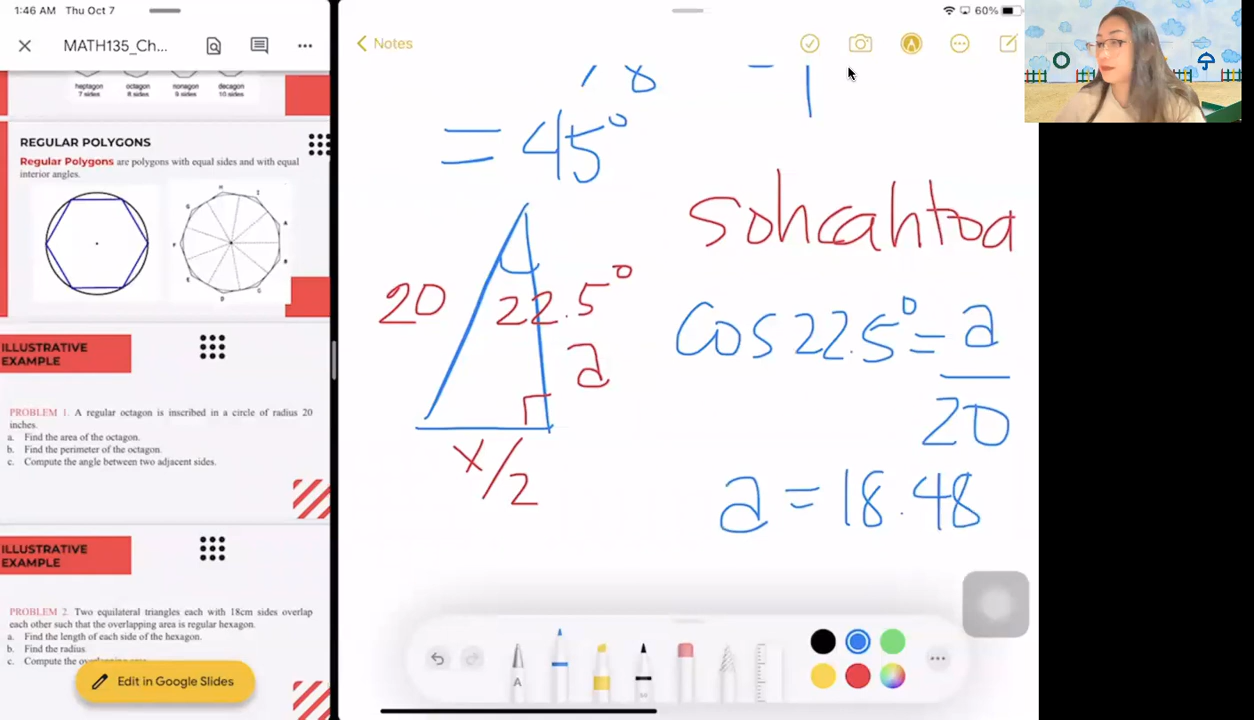 1:46 AM Thu Oct 7
60%
MATH135_Ch...
heptagon
7 sides
octagon
8 sides
nonagon
9 sides
decagon
10 sides
REGULAR POLYGONS
Regular Polygons are polygons with equal sides and with equal
interior angles.
ILLUSTRATIVE
EXAMPLE
PROBLEM 1. A regular octagon is inscribed in a circle of radius 20
inches.
a. Find the area of the octagon.
b. Find the perimeter of the octagon.
c. Compute the angle between two adjacent sides.
ILLUSTRATIVE
EXAMPLE
PROBLEM 2. Two equilateral triangles each with 18cm sides overlap
each other such that the overlapping area is regular hexagon.
a. Find the length of each side of the hexagon.
b. Find the radius
c. Compute the
Edit in Google Slides
Notes
= 45°
20
22.5°
a
x/2
sohcahtoa
cos 22.5° = a
20
a = 18.48
A